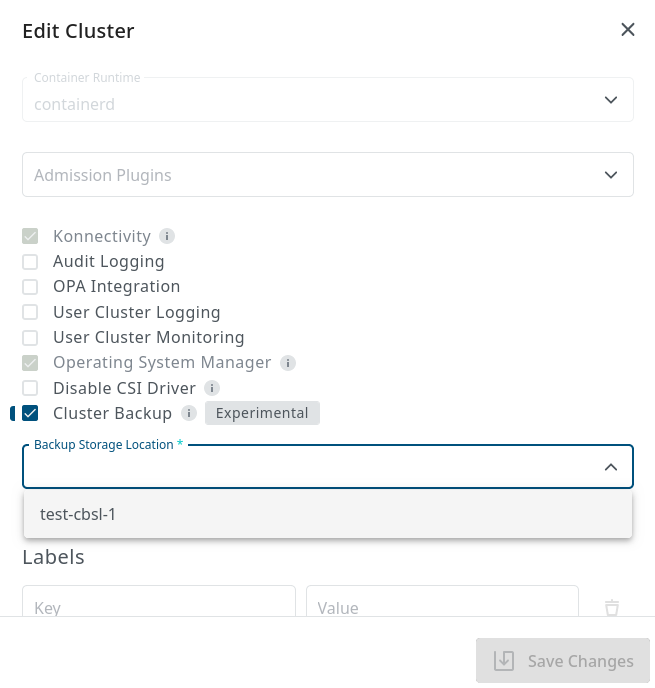 Edit Cluster
Container Runtime
containerd
Admission Plugins
Konnectivity
Audit Logging
OPA Integration
User Cluster Logging
User Cluster Monitoring
Operating System Manager
Disable CSI Driver
Cluster Backup Experimental
Backup Storage Location *
test-cbsl-1
Labels
Key Value
Save Changes